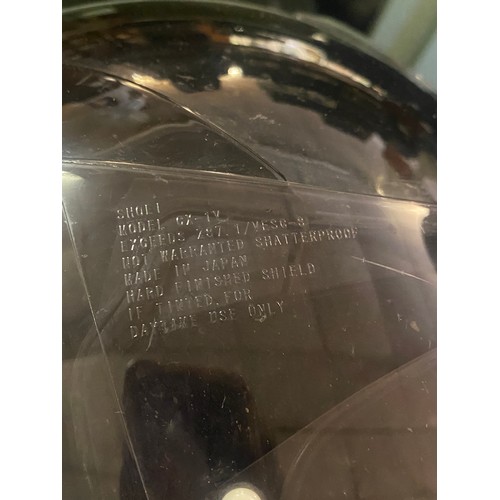 SHOEI
MODEL CX-1V
EXCEEDS Z87.1/VESC-8
NOT WARRANTED SHATTERPROOF
MADE IN JAPAN
HARD FINISHED SHIELD
IF TINTED,FOR
DAYTIME USE ONLY